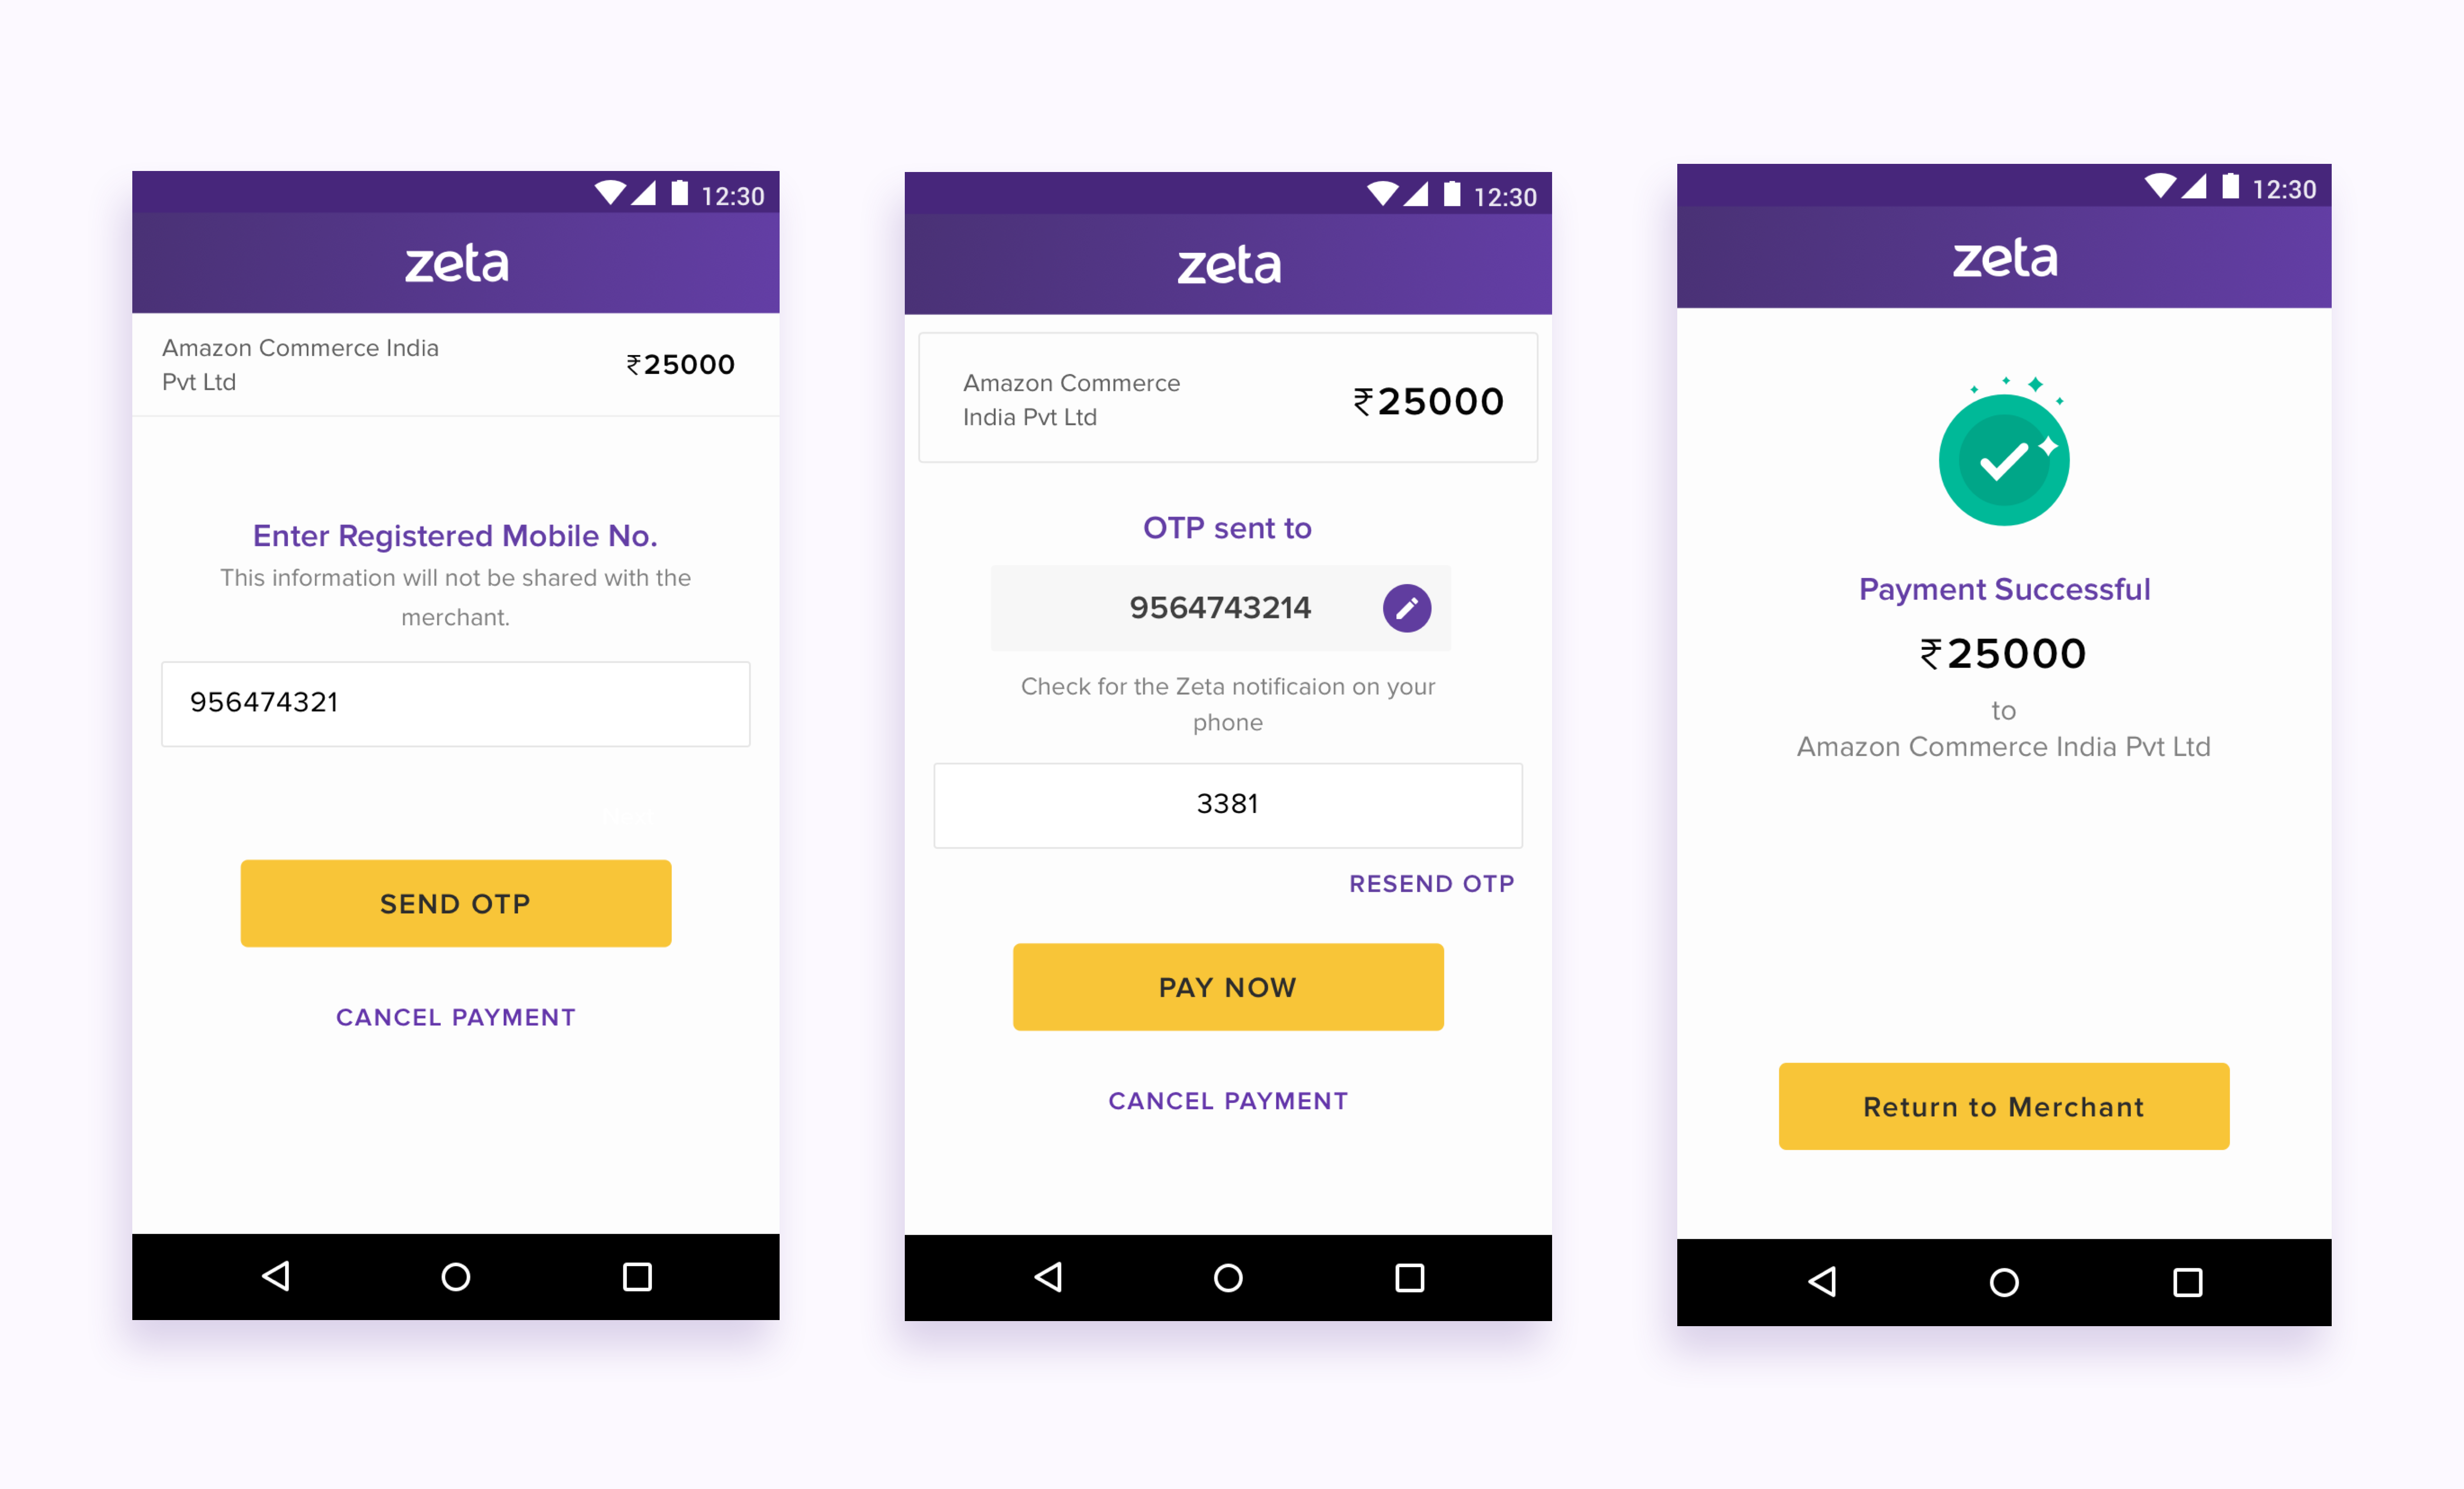 12:30
zeta
Amazon Commerce India
Pvt Ltd
₹25000
Enter Registered Mobile No.
This information will not be shared with the
merchant.
956474321
SEND OTP
CANCEL PAYMENT
12:30
zeta
Amazon Commerce
India Pvt Ltd
₹25000
OTP sent to
9564743214
Check for the Zeta notificaion on your
phone
3381
RESEND OTP
PAY NOW
CANCEL PAYMENT
12:30
zeta
Payment Successful
₹25000
to
Amazon Commerce India Pvt Ltd
Return to Merchant